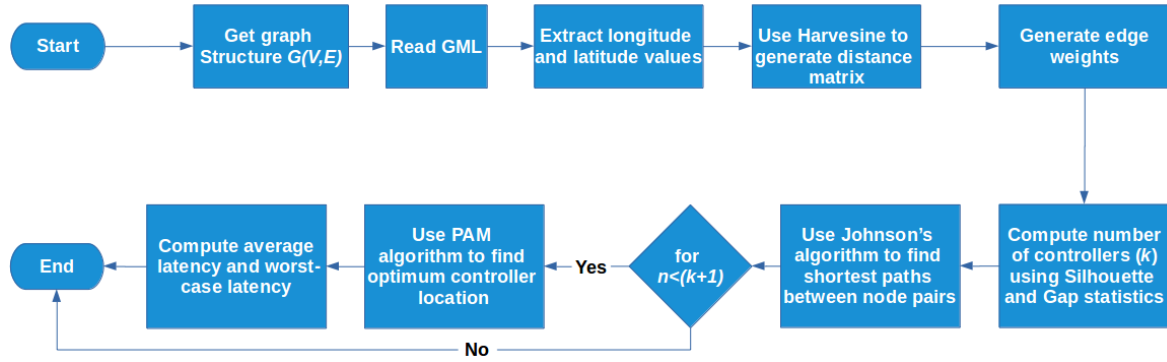 Start
Get graph
Structure G(V,E)
Read GML
Extract longitude
and latitude values
Use Harvesine to
generate distance
matrix
Generate edge
weights
Compute number
of controllers (k)
using Silhouette
and Gap statistics
Use Johnson's
algorithm to find
shortest paths
between node pairs
for
n<(k+1)
Yes
Use PAM
algorithm to find
optimum controller
location
Compute average
latency and worst-
case latency
End
No